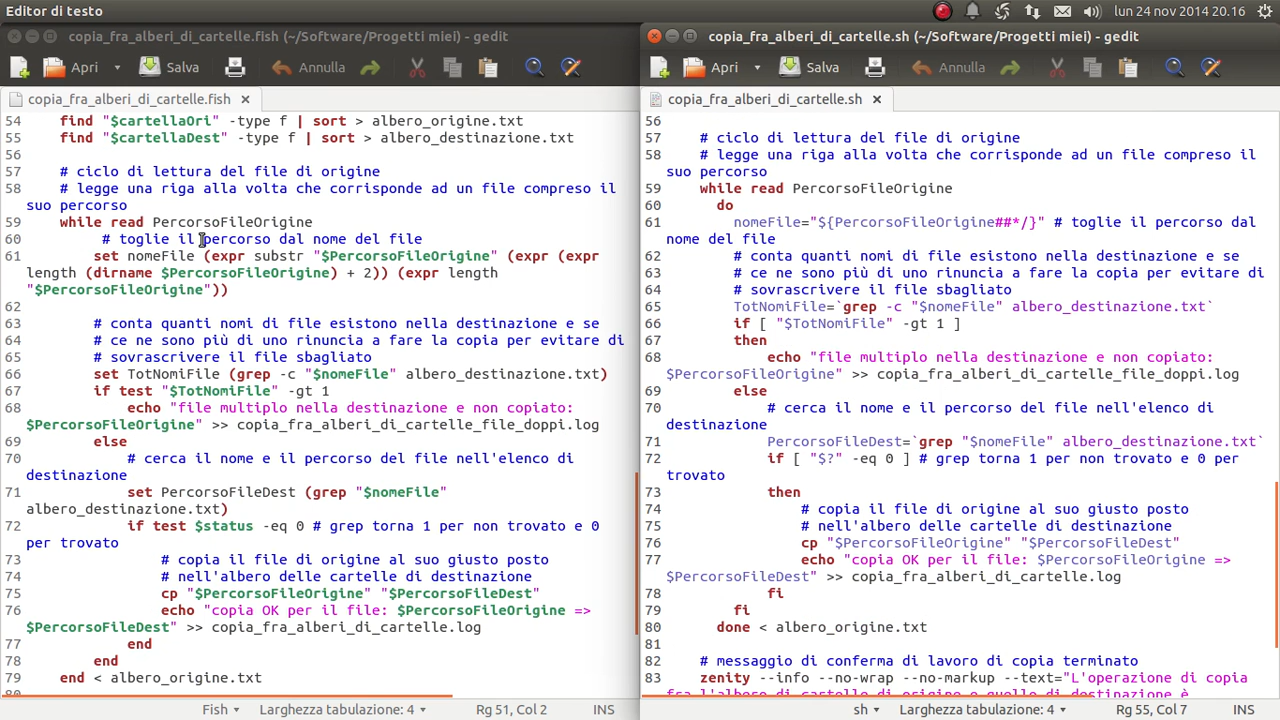 Editor di testo
lun 24 nov 2014 20.16
copia_fra_alberi_di_cartelle.fish (~/Software/Progetti miei) - gedit
Apri Salva Annulla
copia_fra_alberi_di_cartelle.fish
54 find "$cartellaOri" -type f | sort > albero_origine.txt
55 find "$cartellaDest" -type f | sort > albero_destinazione.txt
56
57 # ciclo di lettura del file di origine
58 # legge una riga alla volta che corrisponde ad un file compreso il
suo percorso
59 while read PercorsoFileOrigine
60 # toglie il percorso dal nome del file
61 set nomeFile (expr substr "$PercorsoFileOrigine" (expr (expr
length (dirname $PercorsoFileOrigine) + 2)) (expr length
"$PercorsoFileOrigine"))
62
63 # conta quanti nomi di file esistono nella destinazione e se
64 # ce ne sono più di uno rinuncia a fare la copia per evitare di
65 # sovrascrivere il file sbagliato
66 set TotNomiFile (grep -c "$nomeFile" albero_destinazione.txt)
67 if test "$TotNomiFile" -gt 1
68 echo "file multiplo nella destinazione e non copiato:
$PercorsoFileOrigine" >> copia_fra_alberi_di_cartelle_file_doppi.log
69 else
70 # cerca il nome e il percorso del file nell'elenco di
destinazione
71 set PercorsoFileDest (grep "$nomeFile"
albero_destinazione.txt)
72 if test $status -eq 0 # grep torna 1 per non trovato e 0
per trovato
73 # copia il file di origine al suo giusto posto
74 # nell'albero delle cartelle di destinazione
75 cp "$PercorsoFileOrigine" "$PercorsoFileDest"
76 echo "copia OK per il file: $PercorsoFileOrigine =>
$PercorsoFileDest" >> copia_fra_alberi_di_cartelle.log
77 end
78 end
79 end < albero_origine.txt
80
Fish Larghezza tabulazione: 4 Rg 51, Col 2 INS
copia_fra_alberi_di_cartelle.sh (~/Software/Progetti miei) - gedit
Apri Salva Annulla
copia_fra_alberi_di_cartelle.sh
56
57 # ciclo di lettura del file di origine
58 # legge una riga alla volta che corrisponde ad un file compreso il
suo percorso
59 while read PercorsoFileOrigine
60 do
61 nomeFile="${PercorsoFileOrigine##*/}" # toglie il percorso dal
nome del file
62 # conta quanti nomi di file esistono nella destinazione e se
63 # ce ne sono più di uno rinuncia a fare la copia per evitare di
64 # sovrascrivere il file sbagliato
65 TotNomiFile=`grep -c "$nomeFile" albero_destinazione.txt`
66 if [ "$TotNomiFile" -gt 1 ]
67 then
68 echo "file multiplo nella destinazione e non copiato:
$PercorsoFileOrigine" >> copia_fra_alberi_di_cartelle_file_doppi.log
69 else
70 # cerca il nome e il percorso del file nell'elenco di
destinazione
71 PercorsoFileDest=`grep "$nomeFile" albero_destinazione.txt`
72 if [ "$?" -eq 0 ] # grep torna 1 per non trovato e 0 per
trovato
73 then
74 # copia il file di origine al suo giusto posto
75 # nell'albero delle cartelle di destinazione
76 cp "$PercorsoFileOrigine" "$PercorsoFileDest"
77 echo "copia OK per il file: $PercorsoFileOrigine =>
$PercorsoFileDest" >> copia_fra_alberi_di_cartelle.log
78 fi
79 fi
80 done < albero_origine.txt
81
82 # messaggio di conferma di lavoro di copia terminato
83 zenity --info --no-wrap --no-markup --text="L'operazione di copia
fra l'albero di cartelle di origine e quello di destinazione è
sh Larghezza tabulazione: 4 Rg 55, Col 7 INS